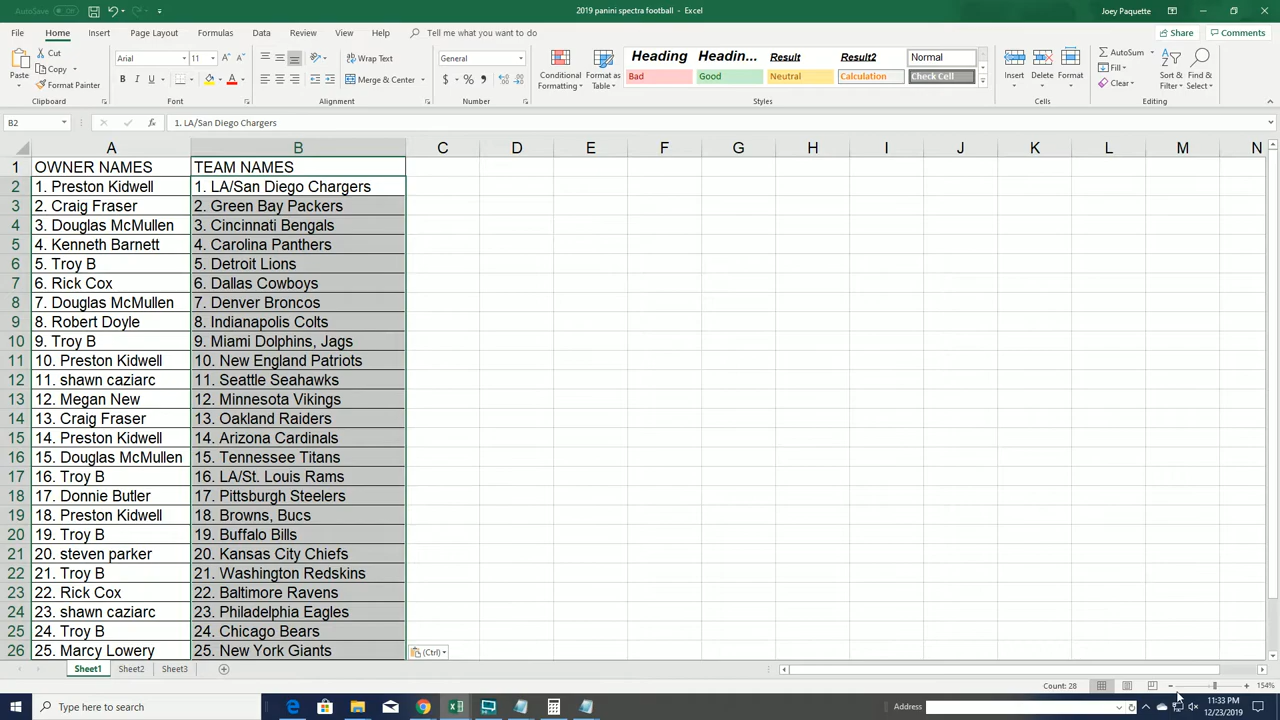 AutoSave Off 2019 panini spectra football - Excel Joey Paquette
File Home Insert Page Layout Formulas Data Review View Help Tell me what you want to do Share Comments
Paste Cut Copy Format Painter Clipboard
Arial 11 B I U Font
Wrap Text Merge & Center Alignment
General $ % Number
Conditional Formatting Format as Table
Heading Headin... Result Result2 Normal
Bad Good Neutral Calculation Check Cell
Styles
Insert Delete Format Cells
AutoSum Fill Clear Sort & Filter Find & Select Editing
B2 fx 1. LA/San Diego Chargers
A B C D E F G H I J K L M N
1 OWNER NAMES TEAM NAMES
2 1. Preston Kidwell 1. LA/San Diego Chargers
3 2. Craig Fraser 2. Green Bay Packers
4 3. Douglas McMullen 3. Cincinnati Bengals
5 4. Kenneth Barnett 4. Carolina Panthers
6 5. Troy B 5. Detroit Lions
7 6. Rick Cox 6. Dallas Cowboys
8 7. Douglas McMullen 7. Denver Broncos
9 8. Robert Doyle 8. Indianapolis Colts
10 9. Troy B 9. Miami Dolphins, Jags
11 10. Preston Kidwell 10. New England Patriots
12 11. shawn caziarc 11. Seattle Seahawks
13 12. Megan New 12. Minnesota Vikings
14 13. Craig Fraser 13. Oakland Raiders
15 14. Preston Kidwell 14. Arizona Cardinals
16 15. Douglas McMullen 15. Tennessee Titans
17 16. Troy B 16. LA/St. Louis Rams
18 17. Donnie Butler 17. Pittsburgh Steelers
19 18. Preston Kidwell 18. Browns, Bucs
20 19. Troy B 19. Buffalo Bills
21 20. steven parker 20. Kansas City Chiefs
22 21. Troy B 21. Washington Redskins
23 22. Rick Cox 22. Baltimore Ravens
24 23. shawn caziarc 23. Philadelphia Eagles
25 24. Troy B 24. Chicago Bears
26 25. Marcy Lowery 25. New York Giants
(Ctrl)
Sheet1 Sheet2 Sheet3
Count: 28 154%
Type here to search Address 11:33 PM
12/23/2019